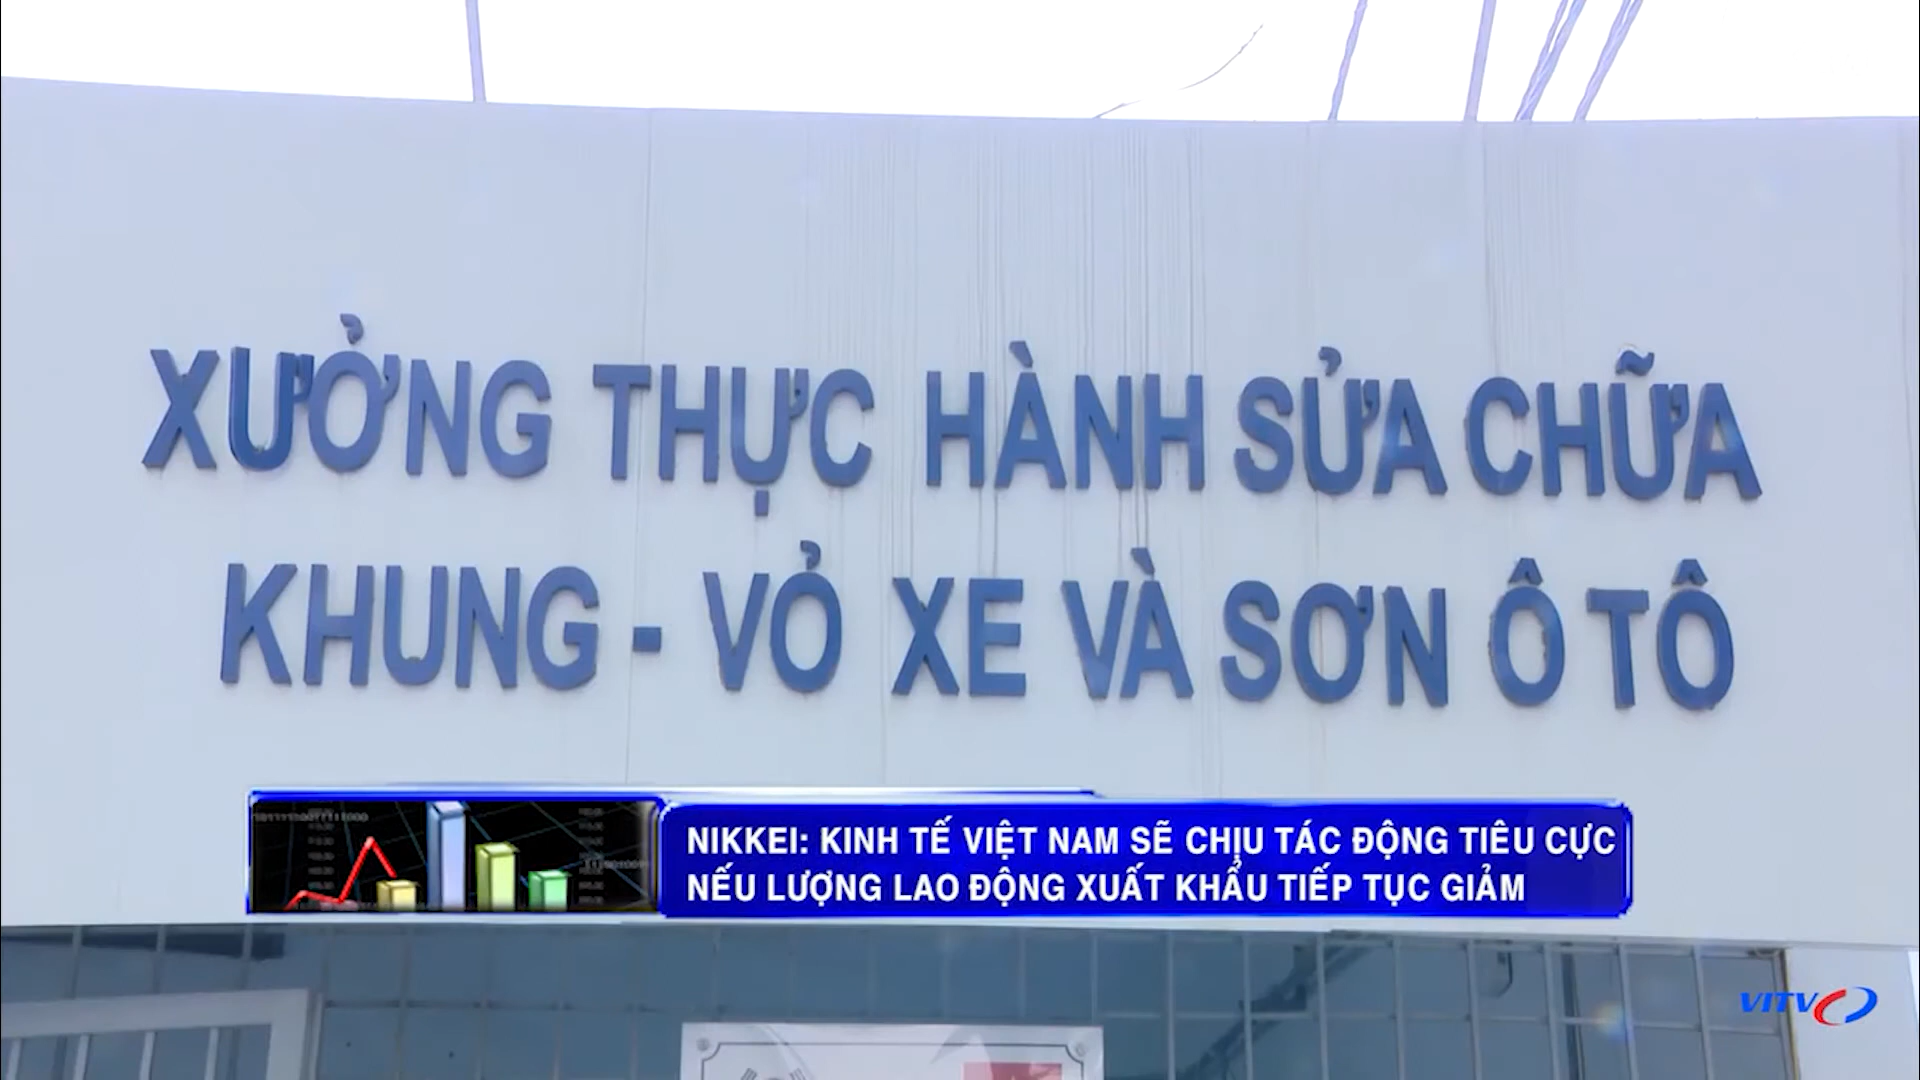 XƯỞNG THỰC HÀNH SỬA CHỮA
KHUNG - VỎ XE VÀ SƠN Ô TÔ
NIKKEI: KINH TẾ VIỆT NAM SẼ CHỊU TÁC ĐỘNG TIÊU CỰC
NẾU LƯỢNG LAO ĐỘNG XUẤT KHẨU TIẾP TỤC GIẢM
VITV